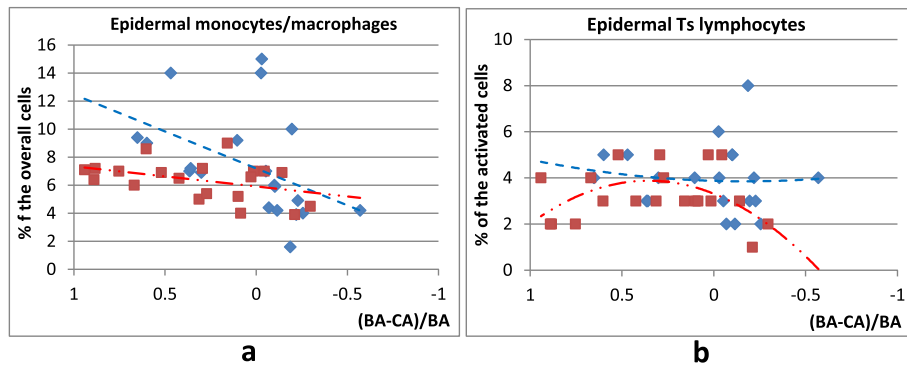 Epidermal monocytes/macrophages
% f the overall cells
16
14
12
10
8
6
4
2
0
1 0.5 0 -0.5 -1
(BA-CA)/BA
a
Epidermal Ts lymphocytes
% of the activated cells
10
8
6
4
2
0
1 0.5 0 -0.5 -1
(BA-CA)/BA
b